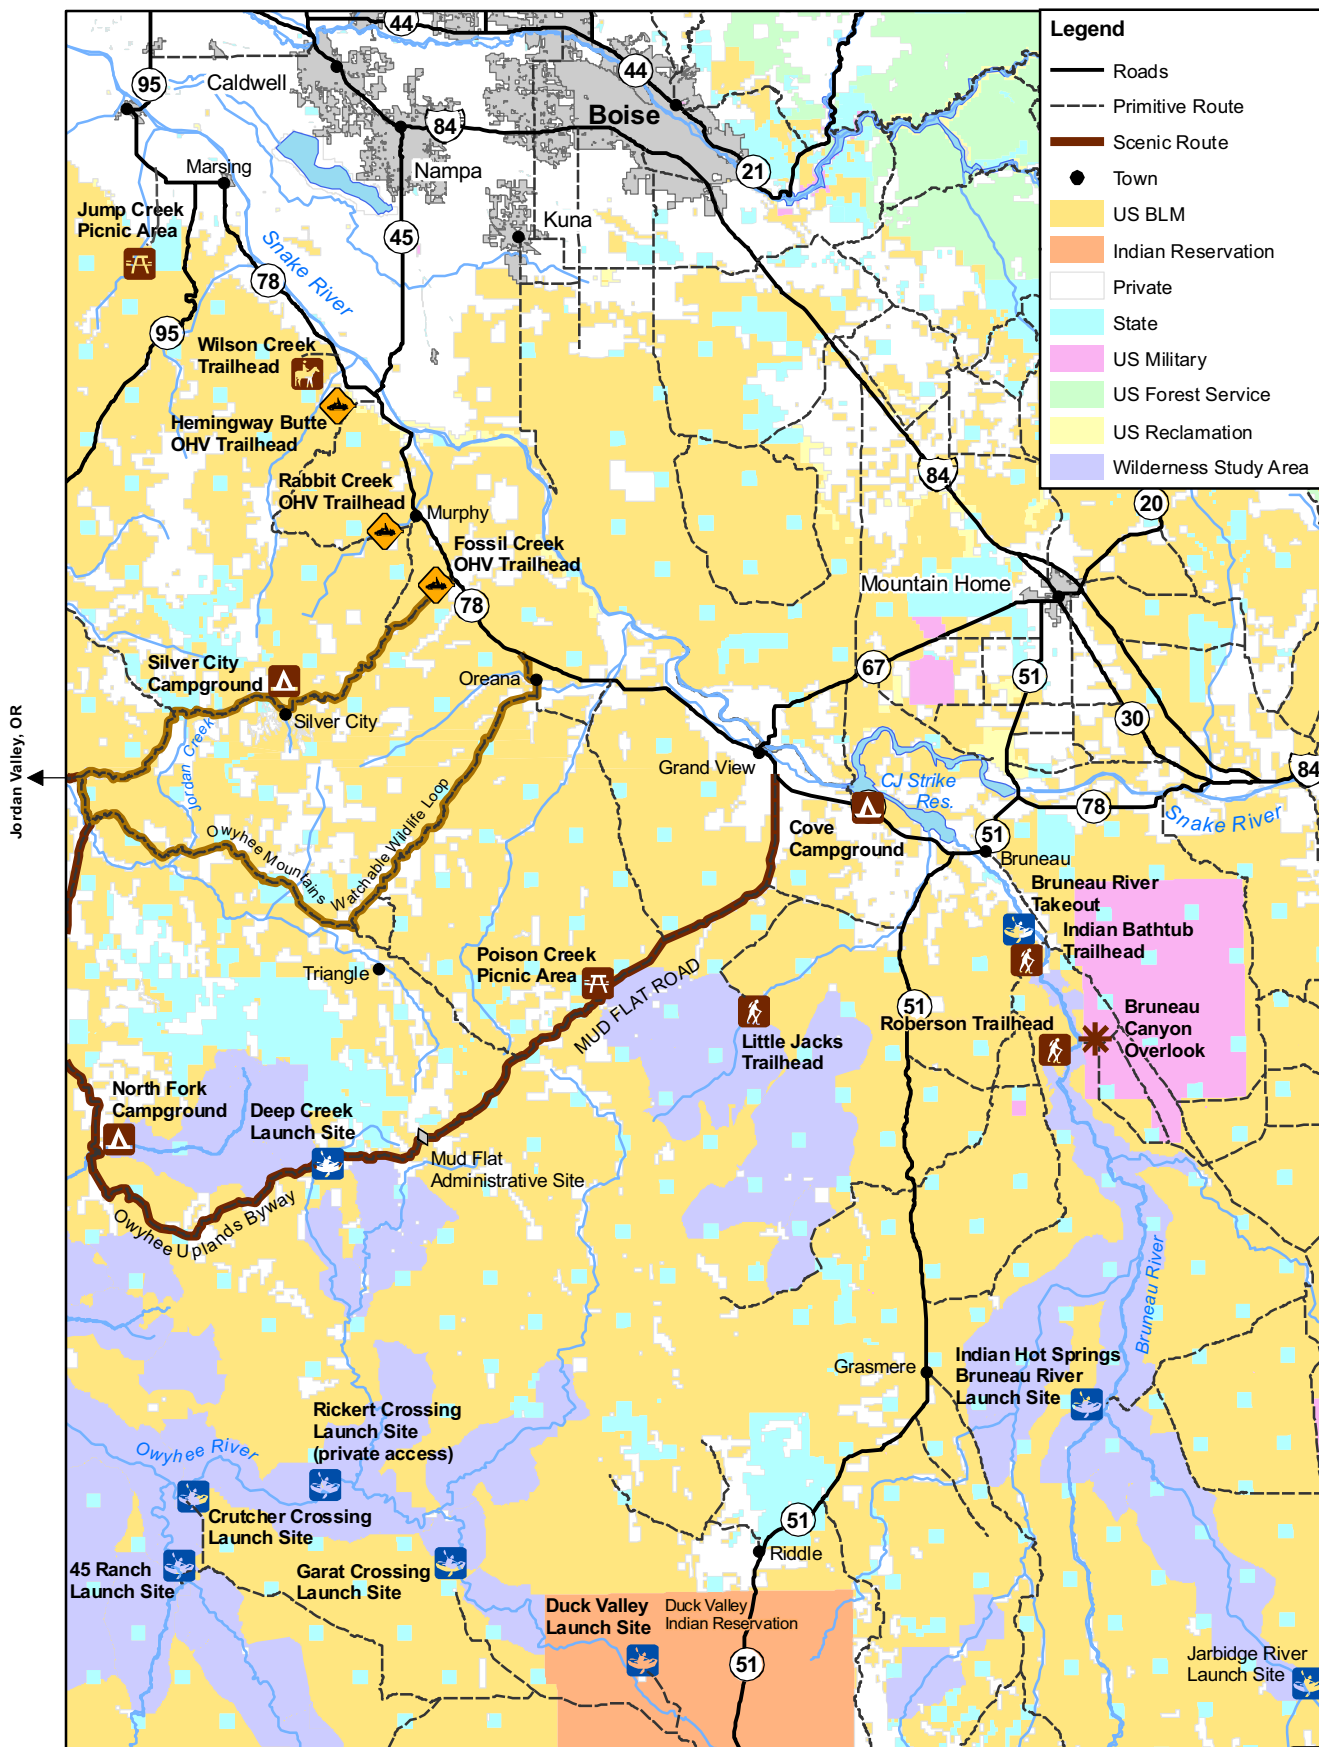 44
44
95
Caldwell
Boise
84
21
Nampa
Marsing
Jump Creek
Picnic Area
Kuna
45
Snake River
78
95
Wilson Creek
Trailhead
Hemingway Butte
OHV Trailhead
Rabbit Creek
OHV Trailhead
Murphy
Fossil Creek
OHV Trailhead
78
Legend
Roads
Primitive Route
Scenic Route
Town
US BLM
Indian Reservation
Private
State
US Military
US Forest Service
US Reclamation
Wilderness Study Area
84
20
Mountain Home
67
51
30
84
Silver City
Campground
Oreana
Silver City
Jordan Creek
Jordan Valley, OR
Grand View
CJ Strike
Res.
78
Snake River
Cove
Campground
51
Bruneau
Owyhee Mountains
Watchable Wildlife Loop
Bruneau River
Takeout
Indian Bathtub
Trailhead
Triangle
Poison Creek
Picnic Area
MUD FLAT ROAD
51
Roberson Trailhead
Bruneau
Canyon
Overlook
Little Jacks
Trailhead
North Fork
Campground
Deep Creek
Launch Site
Mud Flat
Administrative Site
Owyhee Uplands Byway
Bruneau River
Grasmere
Indian Hot Springs
Bruneau River
Launch Site
Rickert Crossing
Launch Site
(private access)
Owyhee River
Crutcher Crossing
Launch Site
51
Riddle
45 Ranch
Launch Site
Garat Crossing
Launch Site
Duck Valley
Launch Site
Duck Valley
Indian Reservation
51
Jarbidge River
Launch Site